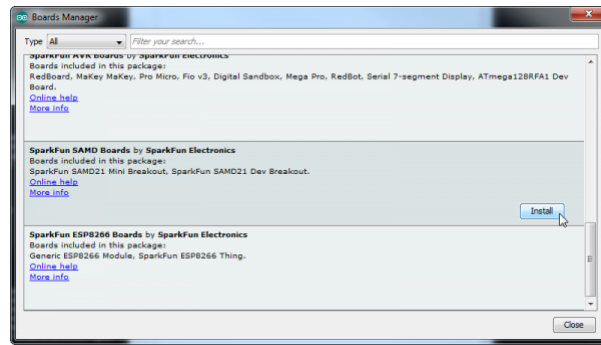 Boards Manager
Type All Filter your search...
SparkFun AVR Boards by SparkFun Electronics
Boards included in this package:
RedBoard, MaKey MaKey, Pro Micro, Fio v3, Digital Sandbox, Mega Pro, RedBot, Serial 7-segment Display, ATmega128RFA1 Dev
Board.
Online help
More info
SparkFun SAMD Boards by SparkFun Electronics
Boards included in this package:
SparkFun SAMD21 Mini Breakout, SparkFun SAMD21 Dev Breakout.
Online help
More info
Install
SparkFun ESP8266 Boards by SparkFun Electronics
Boards included in this package:
Generic ESP8266 Module, SparkFun ESP8266 Thing.
Online help
More info
Close